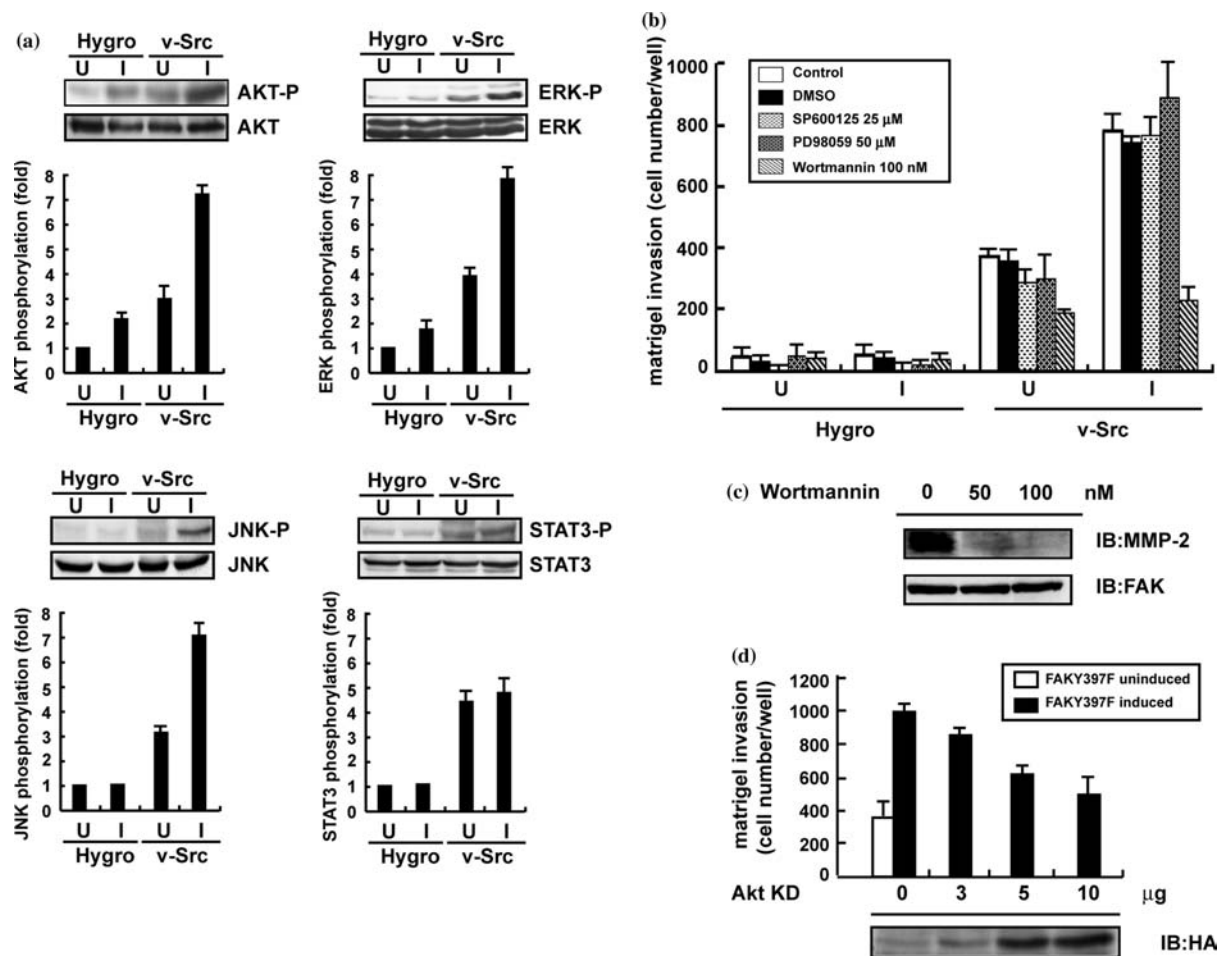 (a)
Hygro v-Src
U I U I
AKT-P
AKT
AKT phosphorylation (fold)
8
7
6
5
4
3
2
1
0
U I U I
Hygro v-Src
Hygro v-Src
U I U I
ERK-P
ERK
ERK phosphorylation (fold)
8
7
6
5
4
3
2
1
0
U I U I
Hygro v-Src
Hygro v-Src
U I U I
JNK-P
JNK
JNK phosphorylation (fold)
8
7
6
5
4
3
2
1
0
U I U I
Hygro v-Src
Hygro v-Src
U I U I
STAT3-P
STAT3
STAT3 phosphorylation (fold)
8
7
6
5
4
3
2
1
0
U I U I
Hygro v-Src
(b)
matrigel invasion (cell number/well)
1000
800
600
400
200
0
Control
DMSO
SP600125 25 μM
PD98059 50 μM
Wortmannin 100 nM
U I U I
Hygro v-Src
(c)
Wortmannin 0 50 100 nM
IB:MMP-2
IB:FAK
(d)
matrigel invasion
(cell number/well)
1200
1000
800
600
400
200
0
FAKY397F uninduced
FAKY397F induced
Akt KD 0 3 5 10 μg
IB:HA